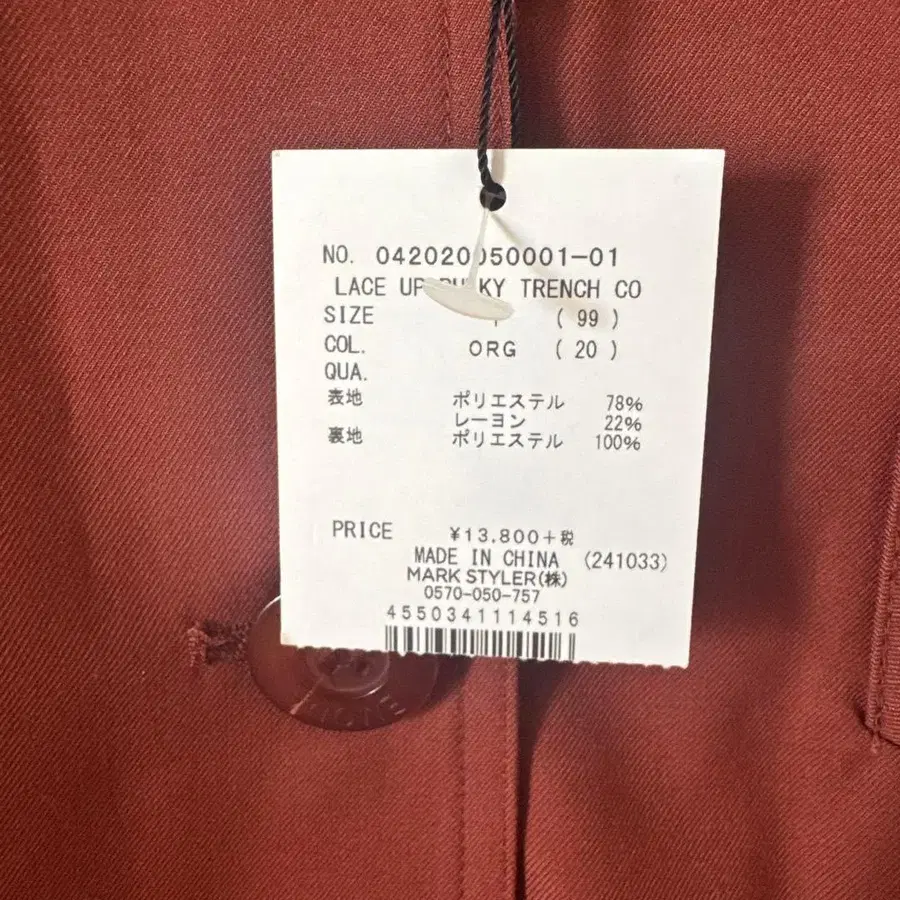 NO. 042020050001-01
LACE UP TRENCH CO
SIZE ( 99 )
COL. ORG ( 20 )
QUA.
表地 ポリエステル 78%
レーヨン 22%
裏地 ポリエステル 100%
PRICE ¥13.800+税
MADE IN CHINA (241033)
MARK STYLER(株)
0570-050-757
4550341114516